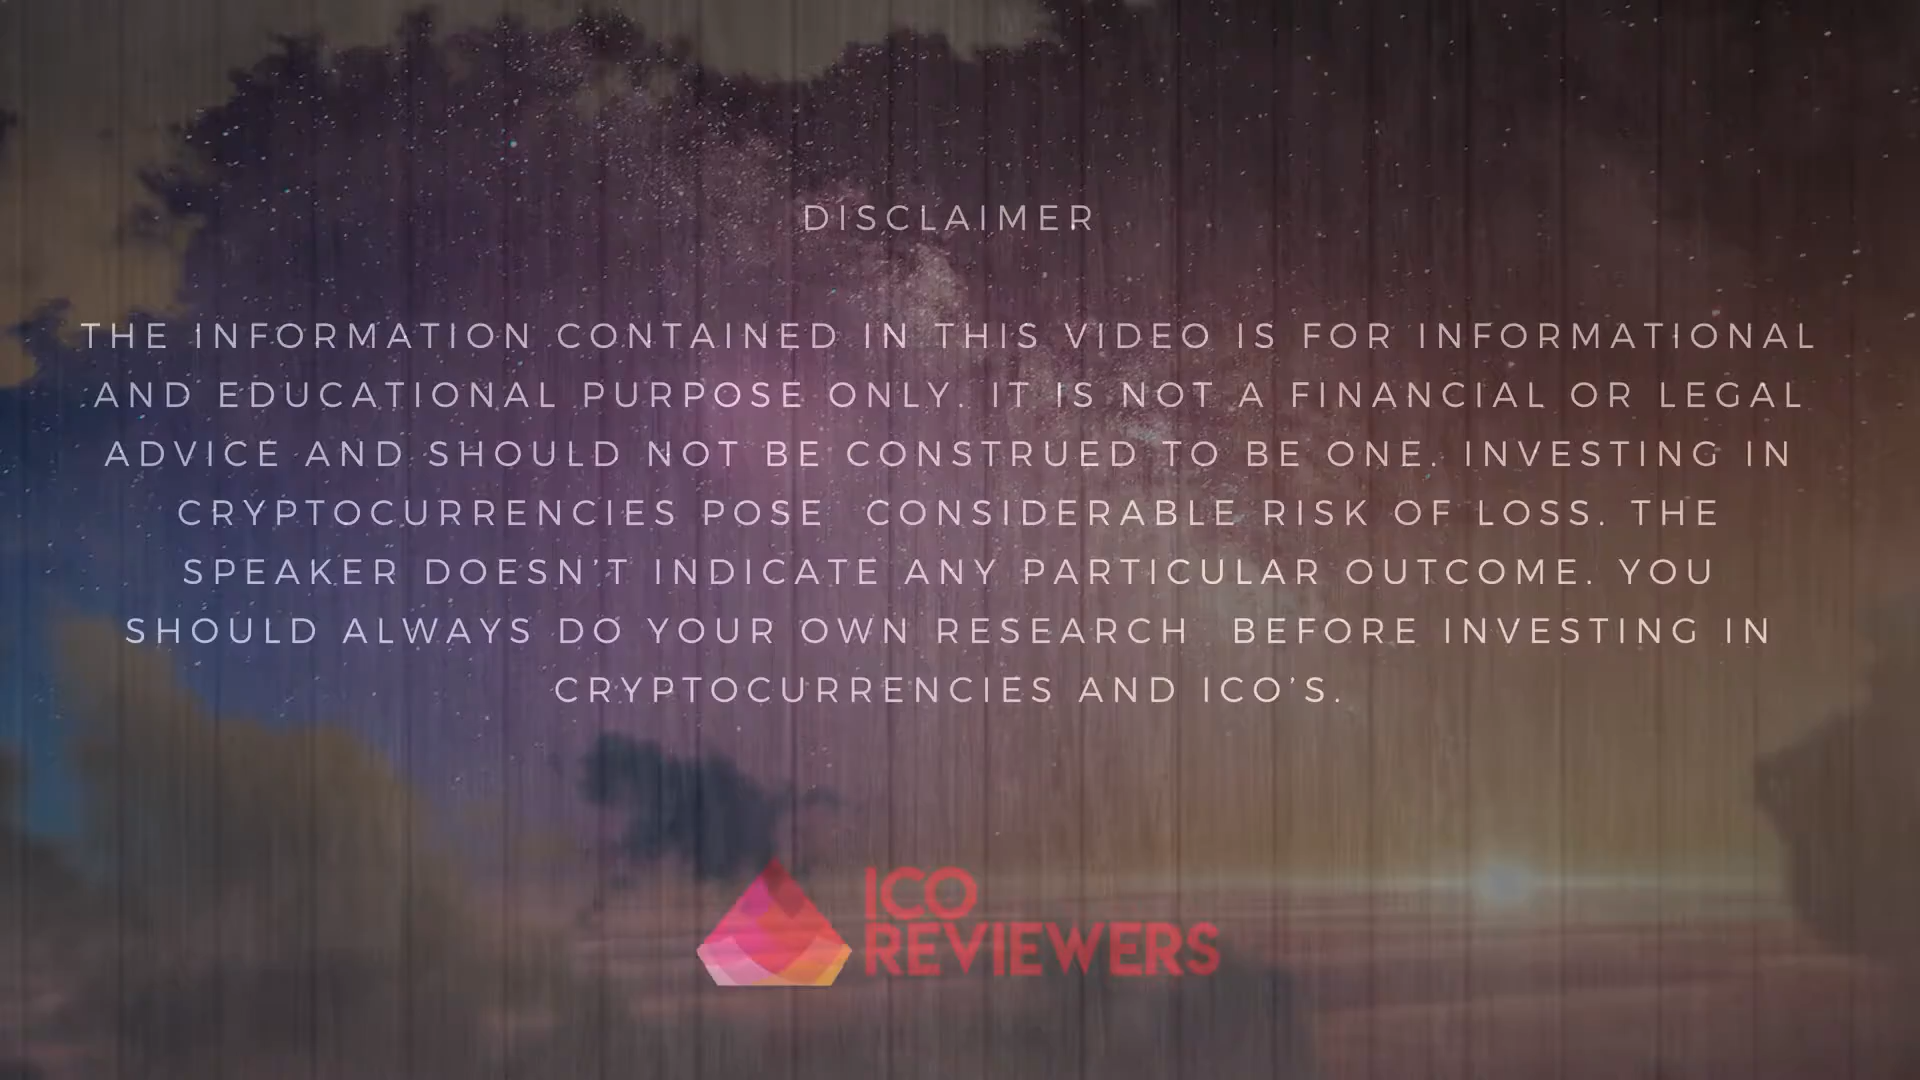 DISCLAIMER
THE INFORMATION CONTAINED IN THIS VIDEO IS FOR INFORMATIONAL
AND EDUCATIONAL PURPOSE ONLY. IT IS NOT A FINANCIAL OR LEGAL
ADVICE AND SHOULD NOT BE CONSTRUED TO BE ONE. INVESTING IN
CRYPTOCURRENCIES POSE CONSIDERABLE RISK OF LOSS. THE
SPEAKER DOESN’T INDICATE ANY PARTICULAR OUTCOME. YOU
SHOULD ALWAYS DO YOUR OWN RESEARCH BEFORE INVESTING IN
CRYPTOCURRENCIES AND ICO’S.
ICO
REVIEWERS